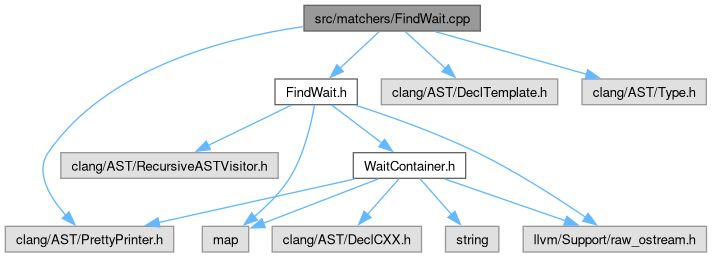 src/matchers/FindWait.cpp
FindWait.h
clang/AST/DeclTemplate.h
clang/AST/Type.h
clang/AST/RecursiveASTVisitor.h
WaitContainer.h
clang/AST/PrettyPrinter.h
map
clang/AST/DeclCXX.h
string
llvm/Support/raw_ostream.h